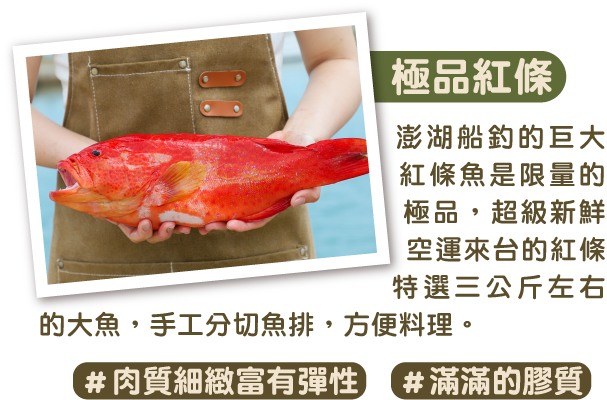 極品紅條
澎湖船釣的巨大
紅條魚是限量的
極品，超級新鮮
空運來台的紅條
特選三公斤左右
的大魚，手工分切魚排，方便料理。
#肉質細緻富有彈性 #滿滿的膠質